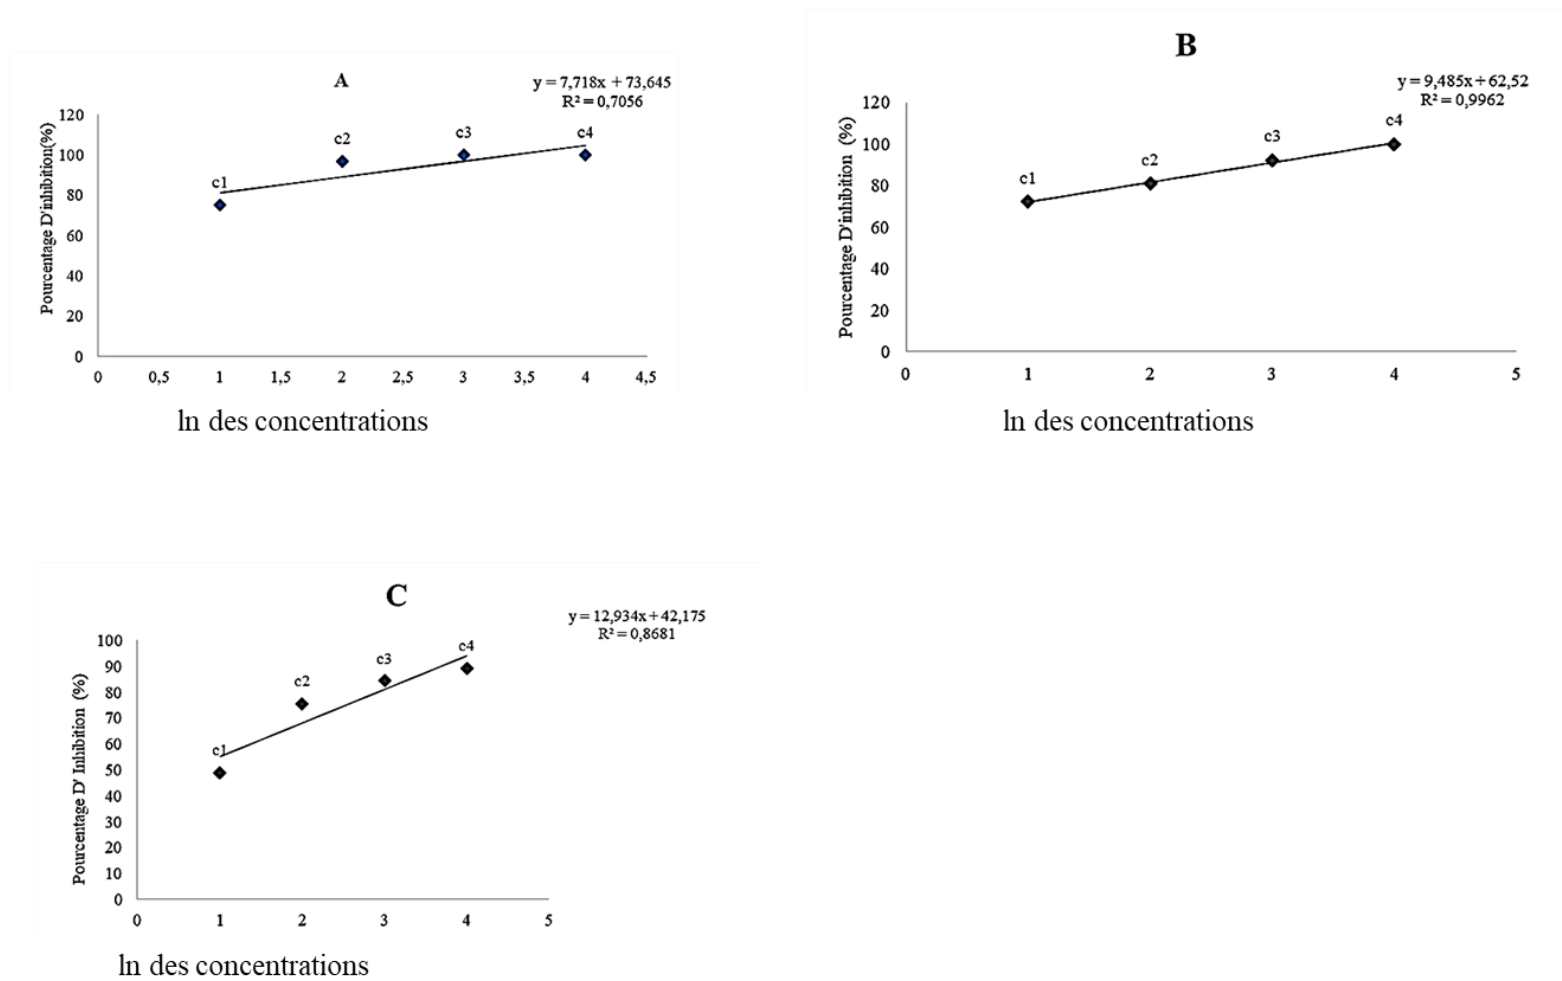 A
y = 7,718x + 73,645
R² = 0,7056
Pourcentage D'inhibition(%)
120
100
80
60
40
20
0
c1
c2
c3
c4
0 0,5 1 1,5 2 2,5 3 3,5 4 4,5
ln des concentrations
B
y = 9,485x + 62,52
R² = 0,9962
Pourcentage D'inhibition (%)
120
100
80
60
40
20
0
c1
c2
c3
c4
0 1 2 3 4 5
ln des concentrations
C
y = 12,934x + 42,175
R² = 0,8681
Pourcentage D' Inhibition (%)
100
90
80
70
60
50
40
30
20
10
0
c1
c2
c3
c4
0 1 2 3 4 5
ln des concentrations